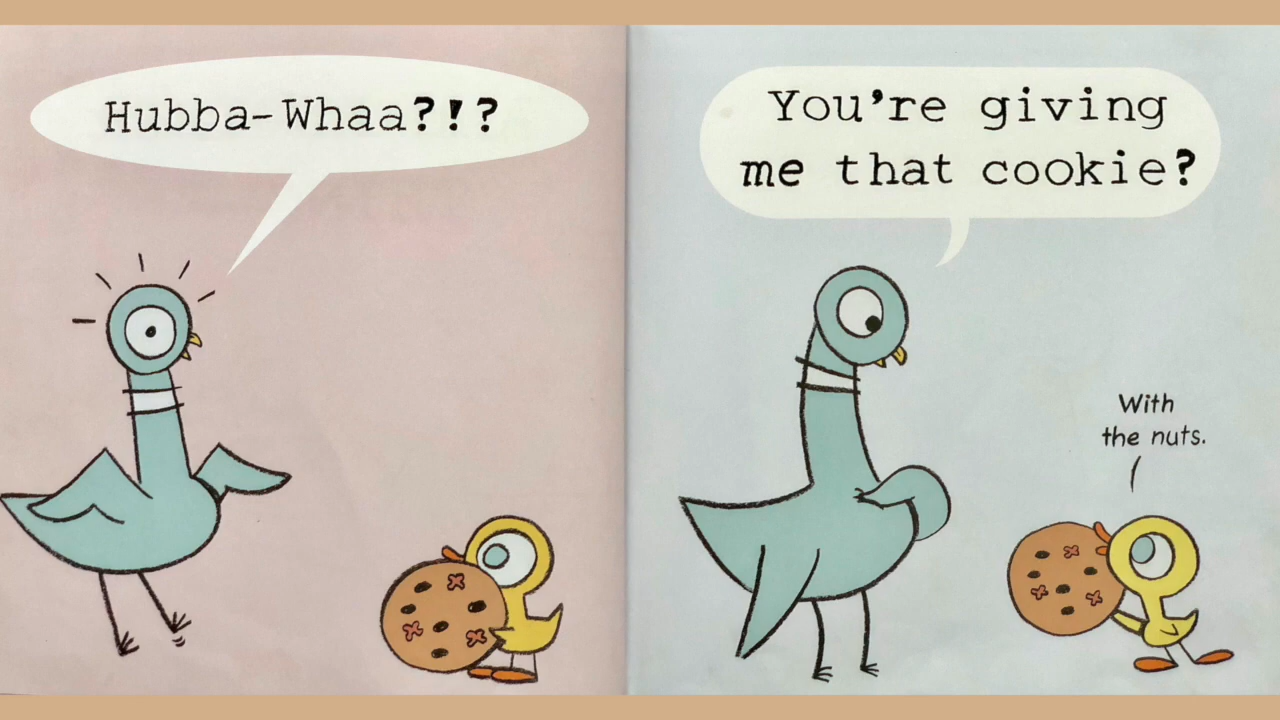 Hubba-Whaa?!?
You're giving
me that cookie?
With
the nuts.